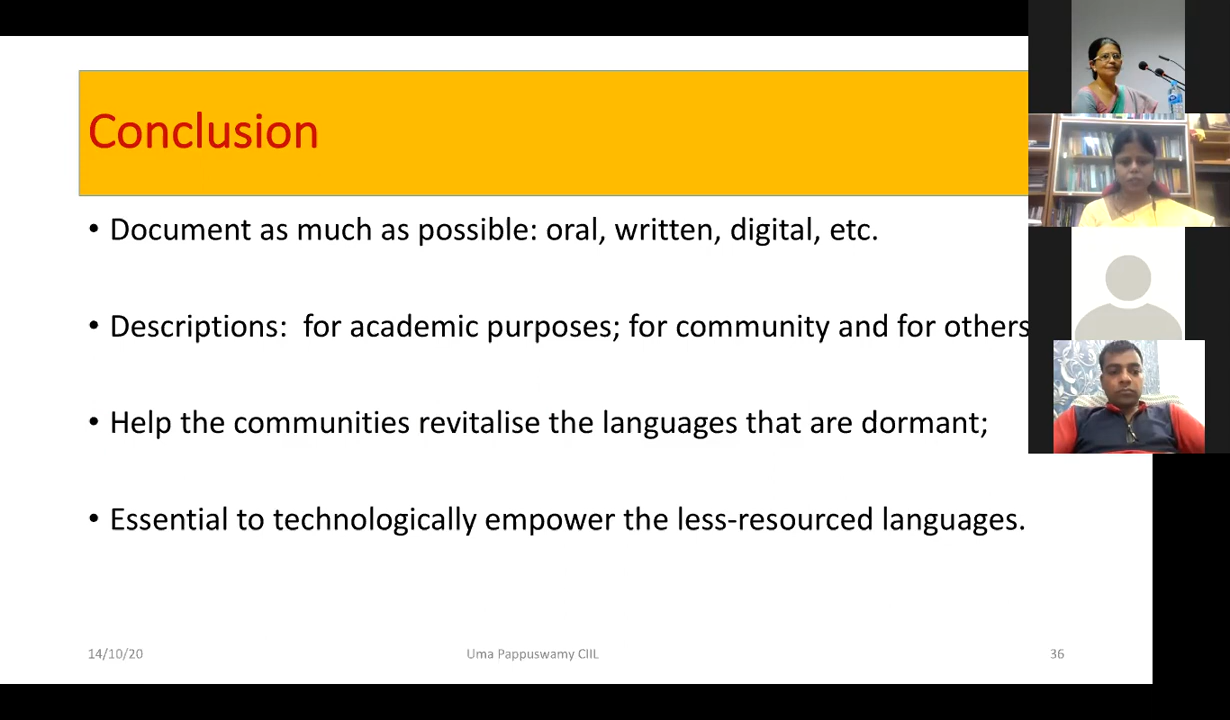 Conclusion
• Document as much as possible: oral, written, digital, etc.
• Descriptions:  for academic purposes; for community and for others
• Help the communities revitalise the languages that are dormant;
• Essential to technologically empower the less-resourced languages.
14/10/20
Uma Pappuswamy CIIL
36